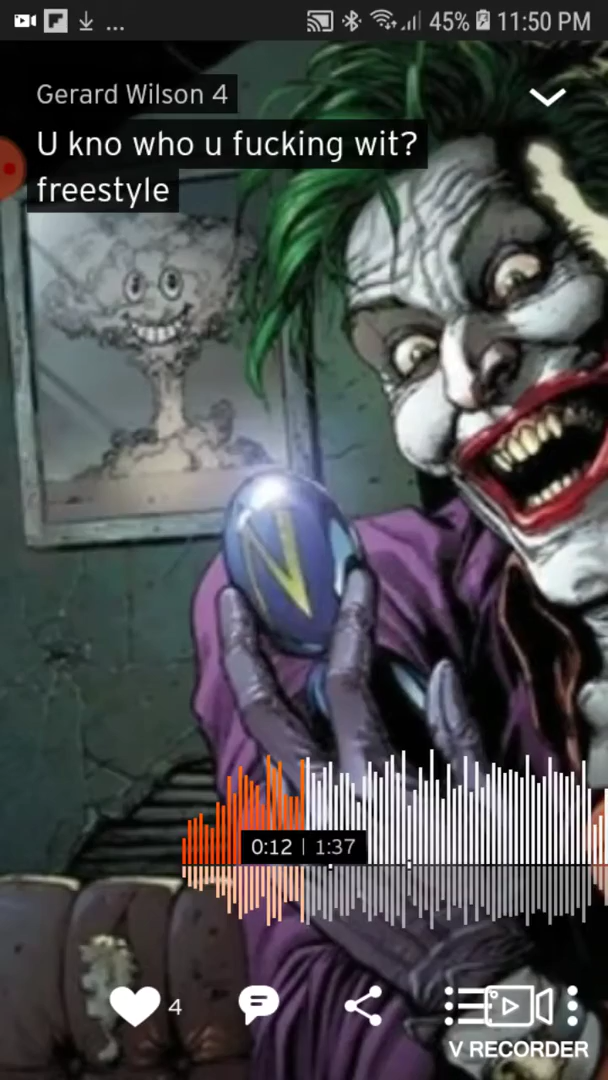 ... 45% 11:50 PM
Gerard Wilson 4
U kno who u fucking wit?
freestyle
N
0:12 | 1:37
4
V RECORDER